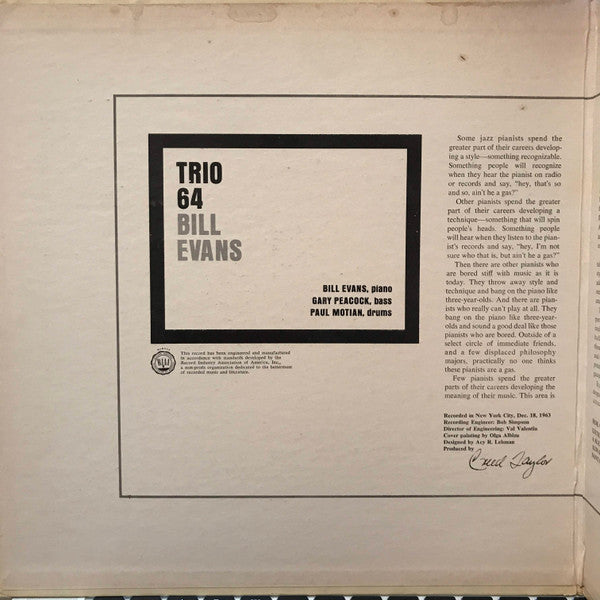 TRIO
64
BILL
EVANS
BILL EVANS, piano
GARY PEACOCK, bass
PAUL MOTIAN, drums
This record has been engineered and manufactured
in accordance with standards developed by the
Record Industry Association of America, Inc.,
a non-profit organization dedicated to the betterment
of recorded music and literature.
Some jazz pianists spend the
greater part of their careers develop-
ing a style—something recognizable.
Something people will recognize
when they hear the pianist on radio
or records and say, "hey, that's so
and so, ain't he a gas?"
Other pianists spend the greater
part of their careers developing a
technique—something that will spin
people's heads. Something people
will hear when they listen to the pian-
ist's records and say, "hey, I'm not
sure who that is, but ain't he a gas?"
Then there are other pianists who
are bored stiff with music as it is
today. They throw away style and
technique and bang on the piano like
three-year-olds. And there are pian-
ists who really can't play at all. They
bang on the piano like three-year-
olds and sound a good deal like those
pianists who are bored. Outside of a
select circle of immediate friends,
and a few displaced philosophy
majors, practically no one thinks
these pianists are a gas.
Few pianists spend the greater
parts of their careers developing the
meaning of their music. This area is
Recorded in New York City, Dec. 18, 1963
Recording Engineer: Bob Simpson
Director of Engineering: Val Valentin
Cover painting by Olga Albizu
Designed by Acy R. Lehman
Produced by
Creed Taylor